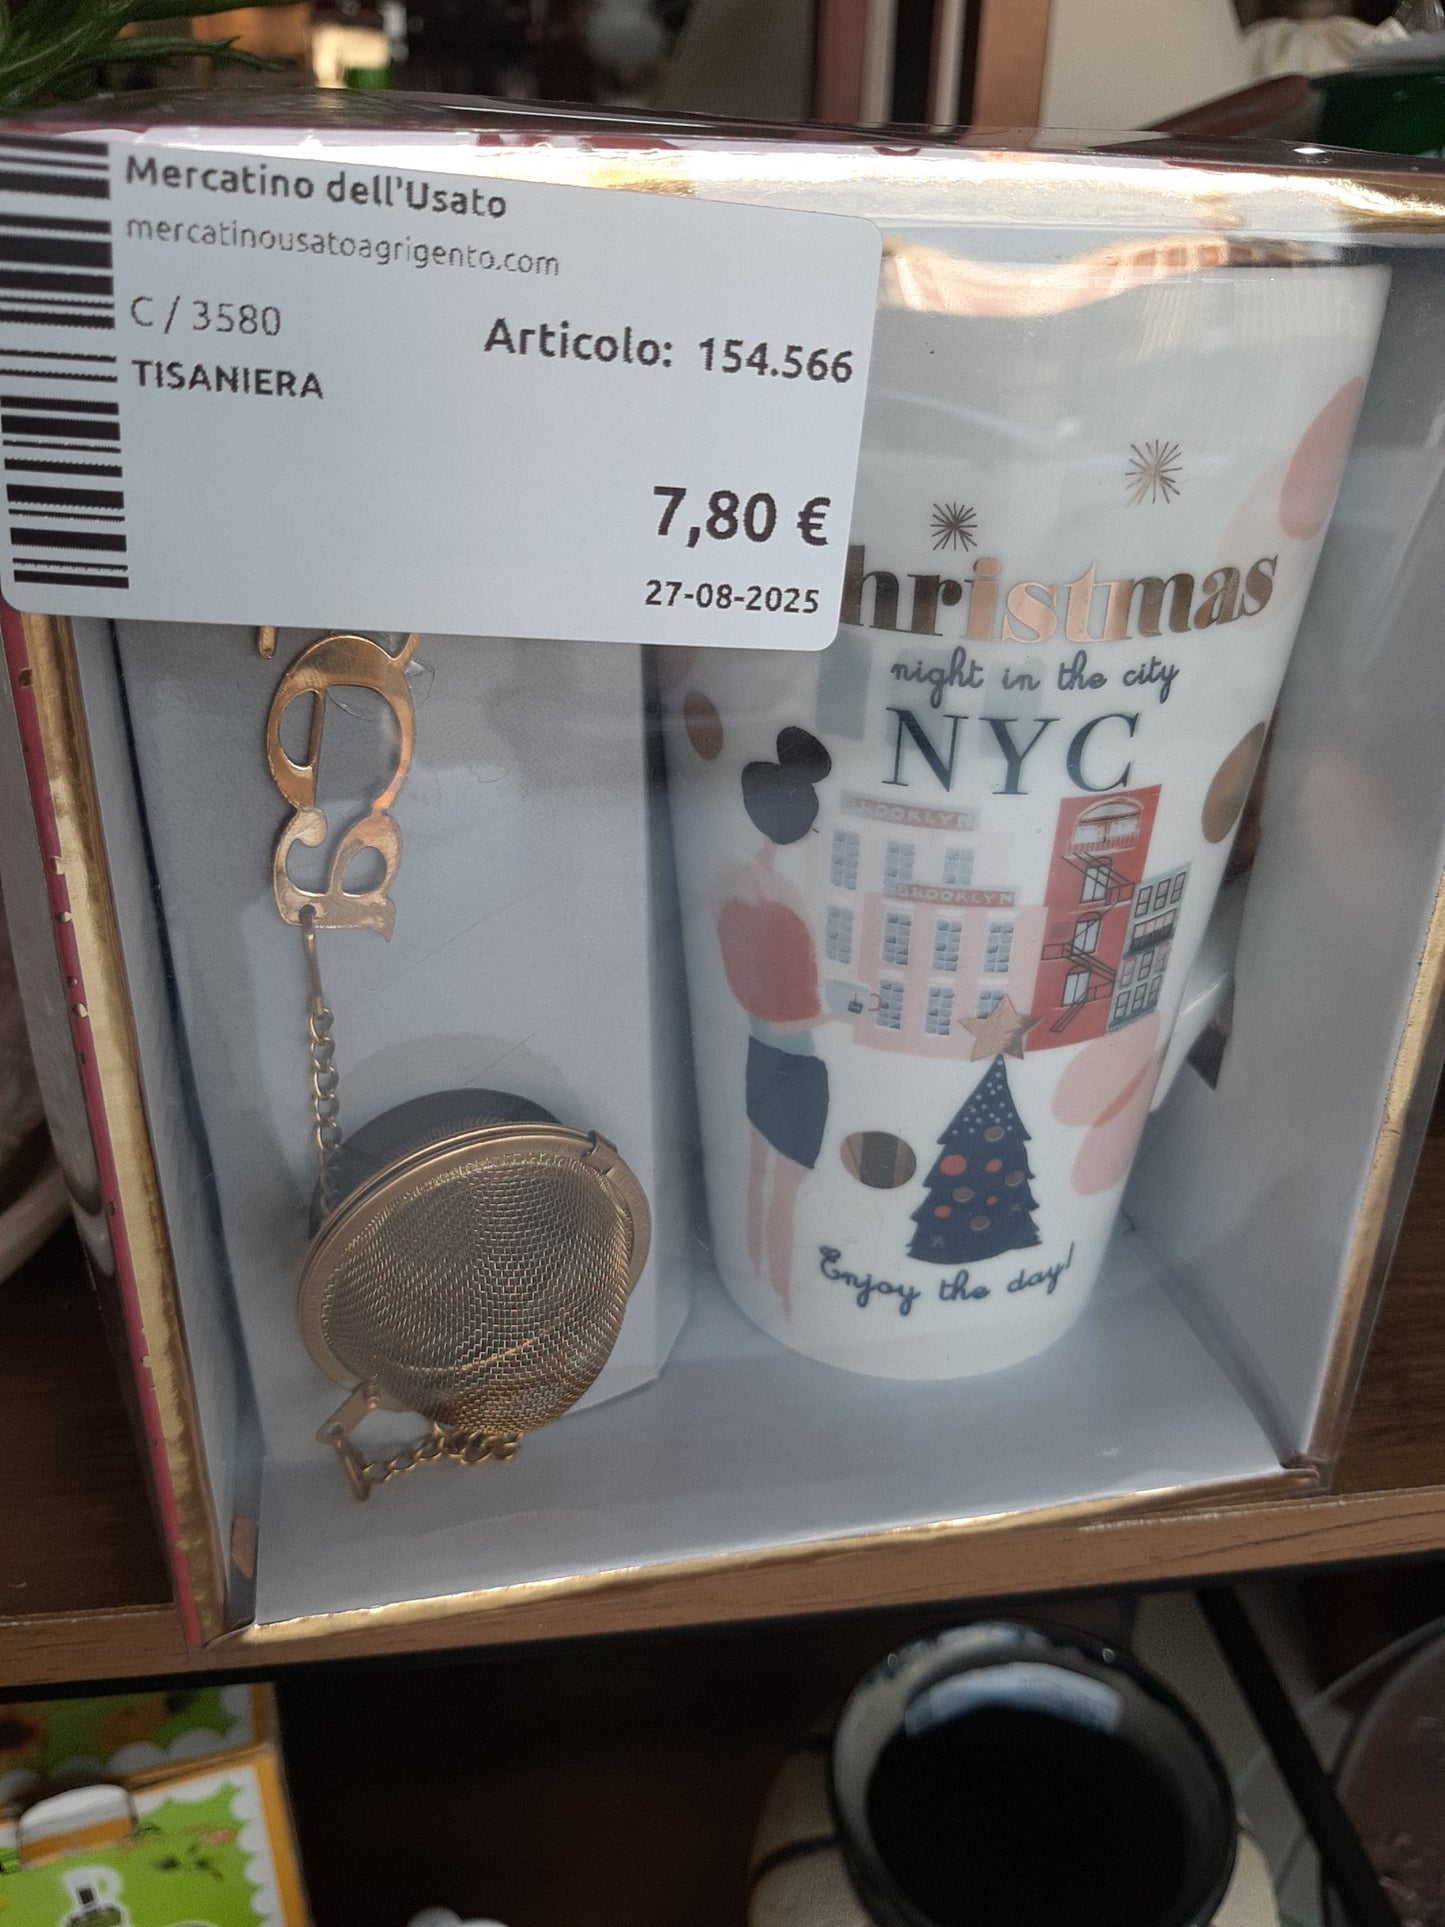 Mercatino dell'Usato
mercatinousatoagrigento.com
C / 3580
Articolo: 154.566
TISANIERA
7,80 €
27-08-2025
hristmas
night in the city
NYC
BROOKLYN
BROOKLYN
Enjoy the day!